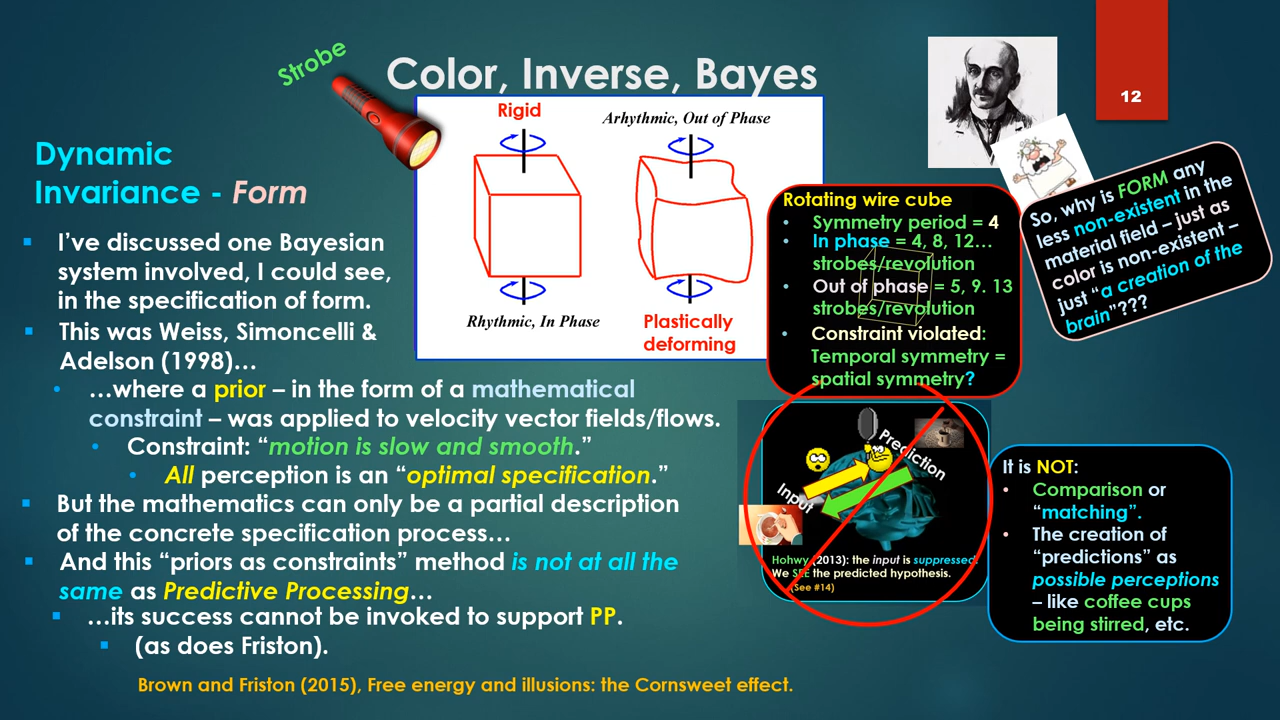 Strobe
Color, Inverse, Bayes
12
Dynamic
Invariance - Form
I've discussed one Bayesian
system involved, I could see,
in the specification of form.
This was Weiss, Simoncelli &
Adelson (1998)…
…where a prior – in the form of a mathematical
constraint – was applied to velocity vector fields/flows.
Constraint: “motion is slow and smooth.”
All perception is an “optimal specification.”
But the mathematics can only be a partial description
of the concrete specification process…
And this “priors as constraints” method is not at all the
same as Predictive Processing…
…its success cannot be invoked to support PP.
(as does Friston).
Brown and Friston (2015), Free energy and illusions: the Cornsweet effect.
Rigid
Arhythmic, Out of Phase
Rhythmic, In Phase
Plastically
deforming
Rotating wire cube
Symmetry period = 4
In phase = 4, 8, 12…
strobes/revolution
Out of phase = 5, 9. 13
strobes/revolution
Constraint violated:
Temporal symmetry =
spatial symmetry?
So, why is FORM any
less non-existent in the
material field – just as
color is non-existent –
just “a creation of the
brain”???
Prediction
Input
Hohwy (2013): the input is suppressed.
We SEE the predicted hypothesis.
(See #14)
It is NOT:
Comparison or
“matching”.
The creation of
“predictions” as
possible perceptions
– like coffee cups
being stirred, etc.